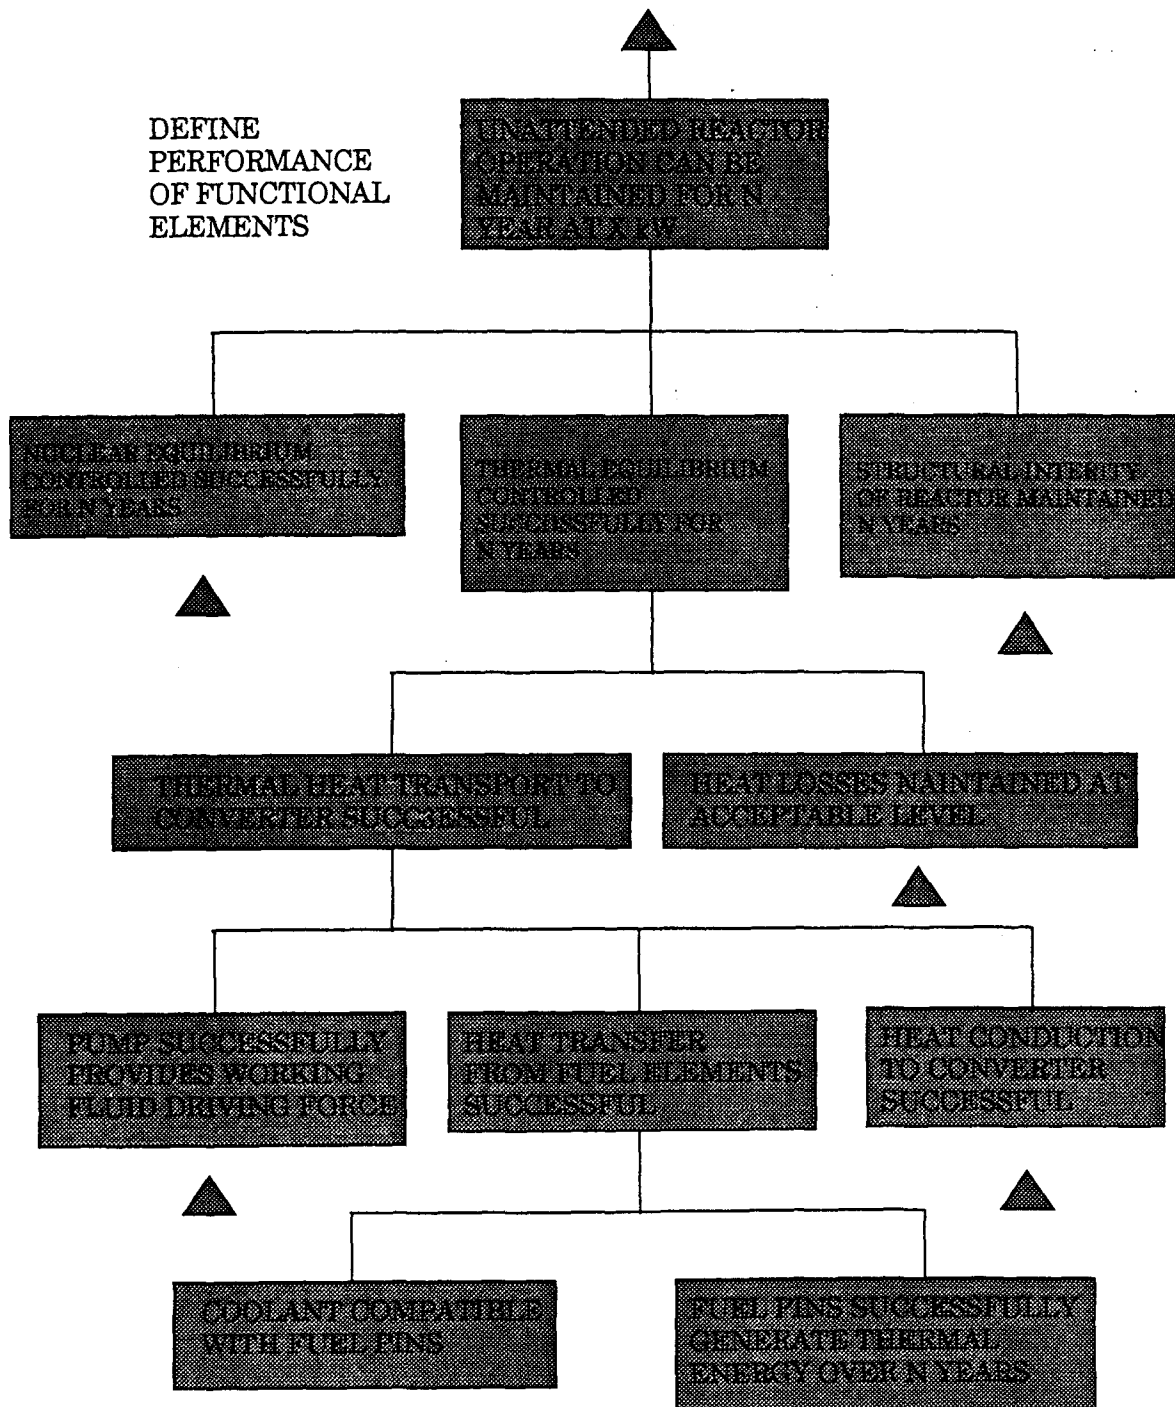 DEFINE
PERFORMANCE
OF FUNCTIONAL
ELEMENTS
UNATTENDED REACTOR
OPERATION CAN BE
MAINTAINED FOR N
YEAR AT X kW
NUCLEAR EQUILIBRIUM
CONTROLLED SUCCESSFULLY
FOR N YEARS
THERMAL EQUILIBRIUM
CONTROLLED
SUCCESSFULLY FOR
N YEARS
STRUCTURAL INTERITY
OF REACTOR MAINTAINED
N YEARS
THERMAL HEAT TRANSPORT TO
CONVERTER SUCC3ESSFUL
HEAT LOSSES NAINTAINED AT
ACCEPTABLE LEVEL
PUMP SUCCESSFULLY
PROVIDES WORKING
FLUID DRIVING FORCE
HEAT TRANSFER
FROM FUEL ELEMENTS
SUCCESSFUL
HEAT CONDUCTION
TO CONVERTER
SUCCESSFUL
COOLANT COMPATIBLE
WITH FUEL PINS
FUEL PINS SUCCESSFULLY
GENERATE THERMAL
ENERGY OVER N YEARS